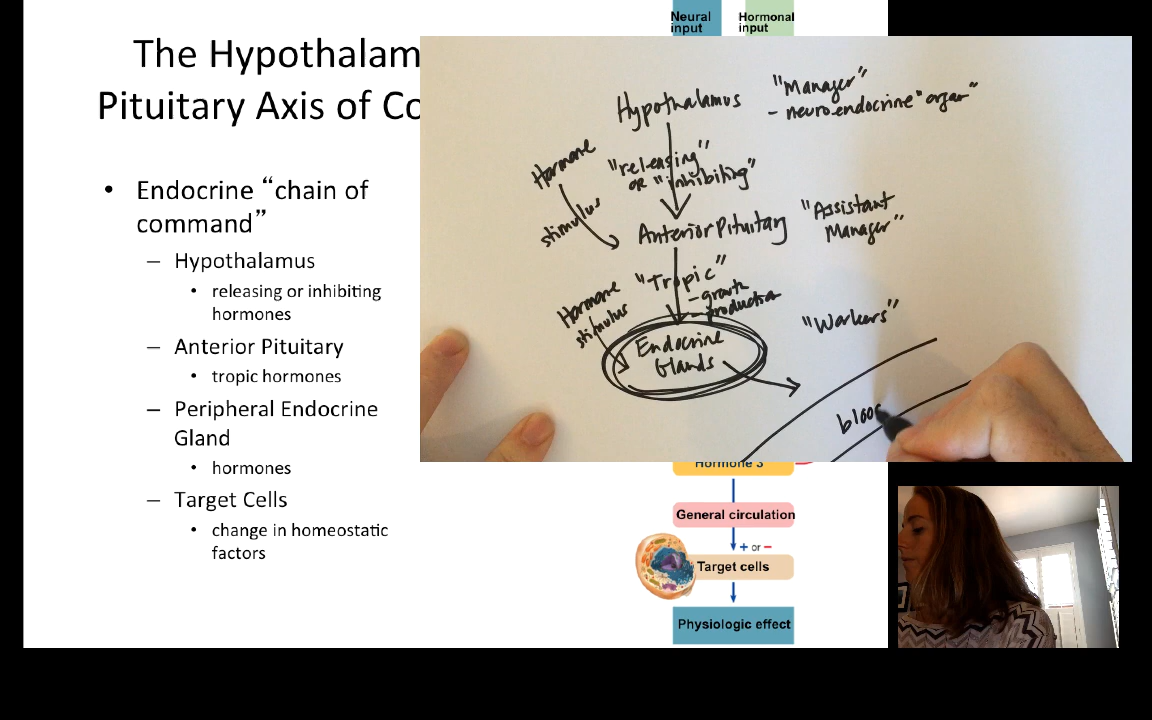 The Hypothalam
Pituitary Axis of Co
• Endocrine “chain of
command”
– Hypothalamus
• releasing or inhibiting
hormones
– Anterior Pituitary
• tropic hormones
– Peripheral Endocrine
Gland
• hormones
– Target Cells
• change in homeostatic
factors
Neural
input
Hormonal
input
Hypothalamus
"Manager"
- neuroendocrine "organ"
Hormone
stimulus
"releasing"
or "inhibiting"
Anterior Pituitary
"Assistant
Manager"
Hormone
stimulus
"Tropic"
- growth
- production
Endocrine
Glands
"Workers"
bloo
Hormone 3
General circulation
+ or –
Target cells
Physiologic effect